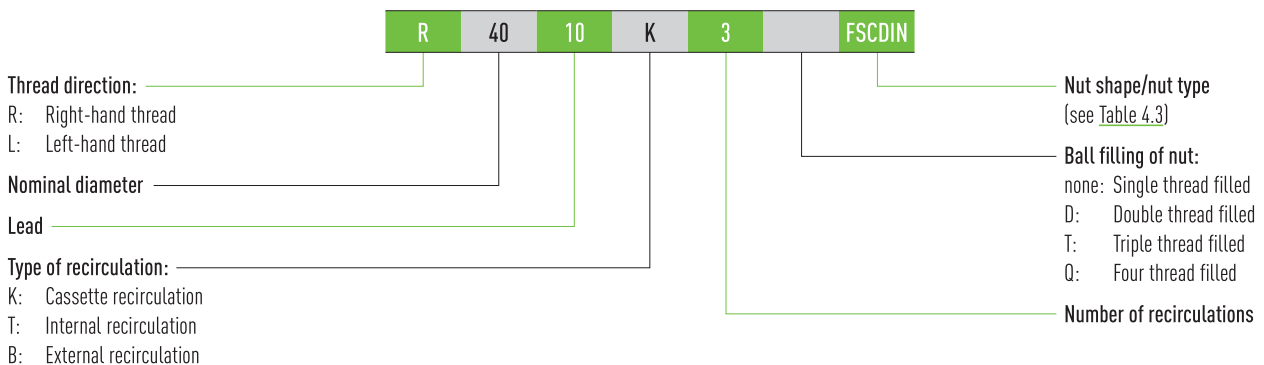 R 40 10 K 3 FSCDIN
Thread direction:
R: Right-hand thread
L: Left-hand thread
Nominal diameter
Lead
Type of recirculation:
K: Cassette recirculation
T: Internal recirculation
B: External recirculation
Nut shape/nut type
(see Table 4.3)
Ball filling of nut:
none: Single thread filled
D: Double thread filled
T: Triple thread filled
Q: Four thread filled
Number of recirculations